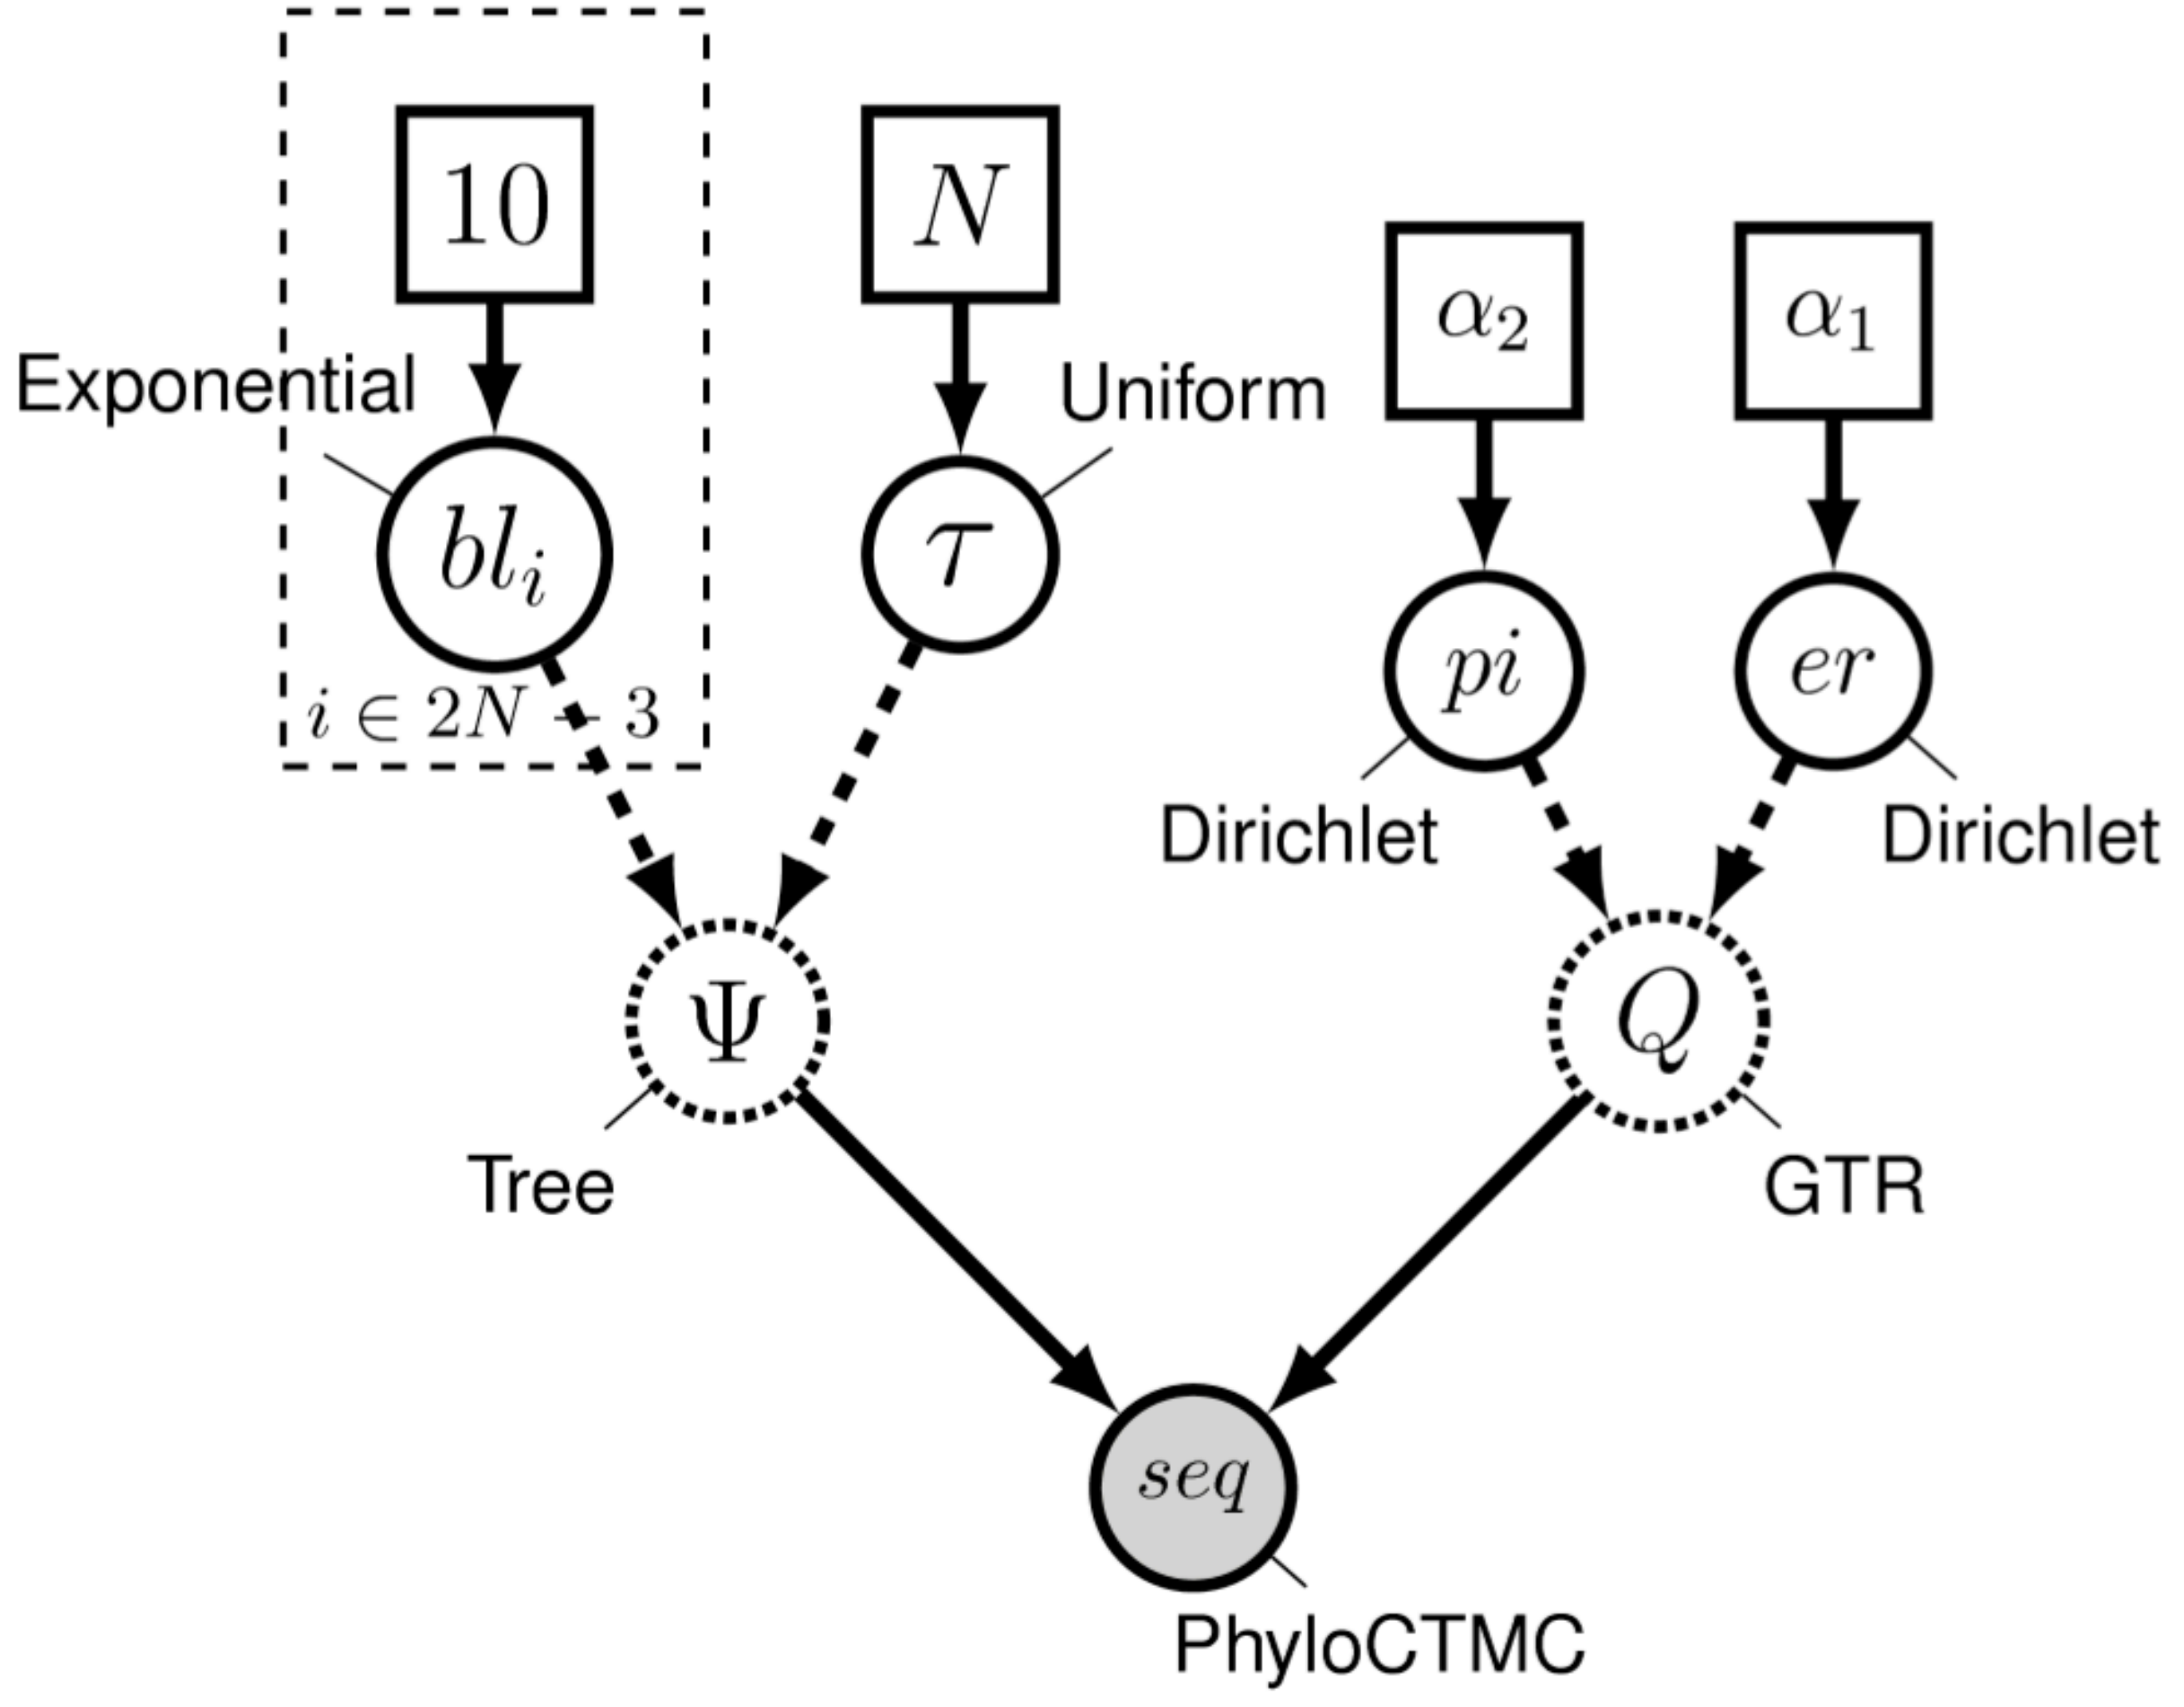 10
N
α₂
α₁
Exponential
Uniform
blᵢ
τ
pi
er
i ∈ 2N − 3
Dirichlet
Dirichlet
Ψ
Q
Tree
GTR
seq
PhyloCTMC